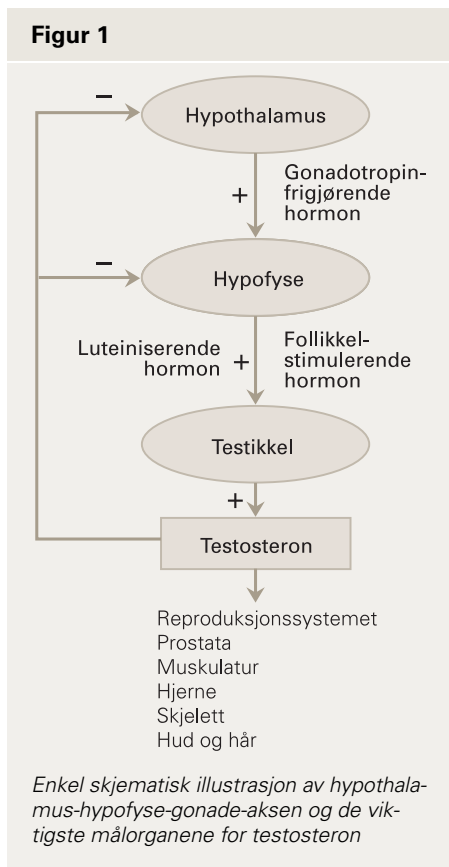 Figur 1
–
Hypothalamus
+
Gonadotropin-
frigjørende
hormon
–
Hypofyse
Luteiniserende
hormon
+
Follikkel-
stimulerende
hormon
Testikkel
+
Testosteron
Reproduksjonssystemet
Prostata
Muskulatur
Hjerne
Skjelett
Hud og hår
Enkel skjematisk illustrasjon av hypothala-
mus-hypofyse-gonade-aksen og de vik-
tigste målorganene for testosteron